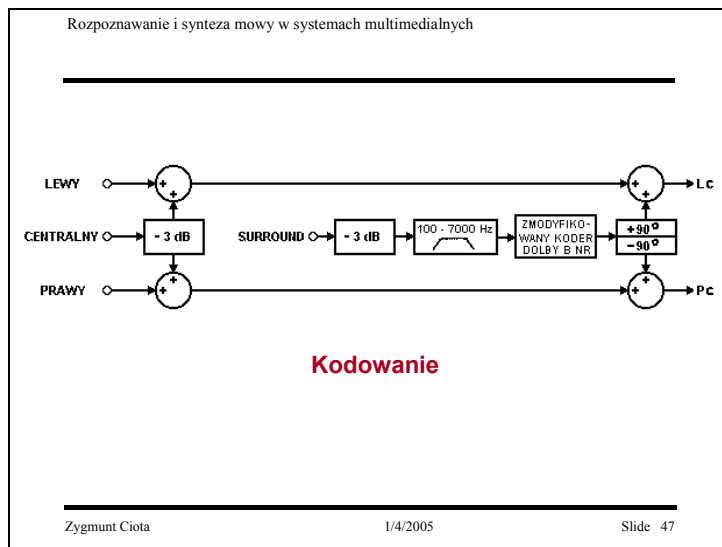 Rozpoznawanie i synteza mowy w systemach multimedialnych
LEWY + + + + Lc
CENTRALNY - 3 dB SURROUND - 3 dB 100 - 7000 Hz ZMODYFIKO-
WANY KODER
DOLBY B NR +90°
-90°
PRAWY + + + + Pc
Kodowanie
Zygmunt Ciota 1/4/2005 Slide 47